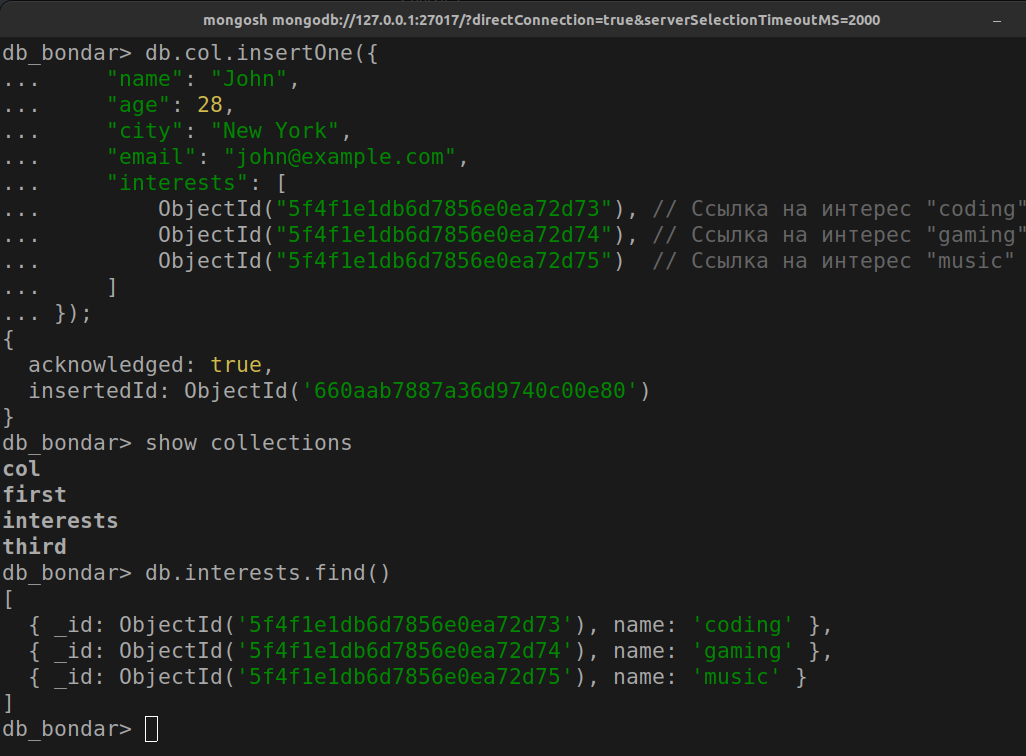 mongosh mongodb://127.0.0.1:27017/?directConnection=true&serverSelectionTimeoutMS=2000
db_bondar> db.col.insertOne({
...     "name": "John",
...     "age": 28,
...     "city": "New York",
...     "email": "john@example.com",
...     "interests": [
...         ObjectId("5f4f1e1db6d7856e0ea72d73"), // Ссылка на интерес "coding"
...         ObjectId("5f4f1e1db6d7856e0ea72d74"), // Ссылка на интерес "gaming"
...         ObjectId("5f4f1e1db6d7856e0ea72d75")  // Ссылка на интерес "music"
...     ]
... });
{
  acknowledged: true,
  insertedId: ObjectId('660aab7887a36d9740c00e80')
}
db_bondar> show collections
col
first
interests
third
db_bondar> db.interests.find()
[
  { _id: ObjectId('5f4f1e1db6d7856e0ea72d73'), name: 'coding' },
  { _id: ObjectId('5f4f1e1db6d7856e0ea72d74'), name: 'gaming' },
  { _id: ObjectId('5f4f1e1db6d7856e0ea72d75'), name: 'music' }
]
db_bondar>